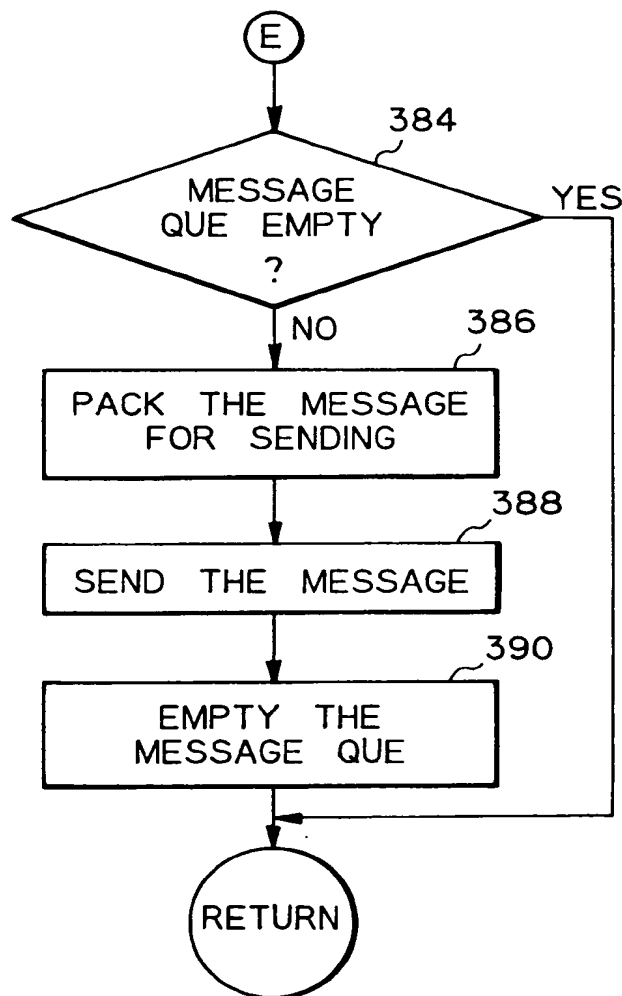 E
384
MESSAGE
QUE EMPTY
?
YES
NO
386
PACK THE MESSAGE
FOR SENDING
388
SEND THE MESSAGE
390
EMPTY THE
MESSAGE QUE
RETURN